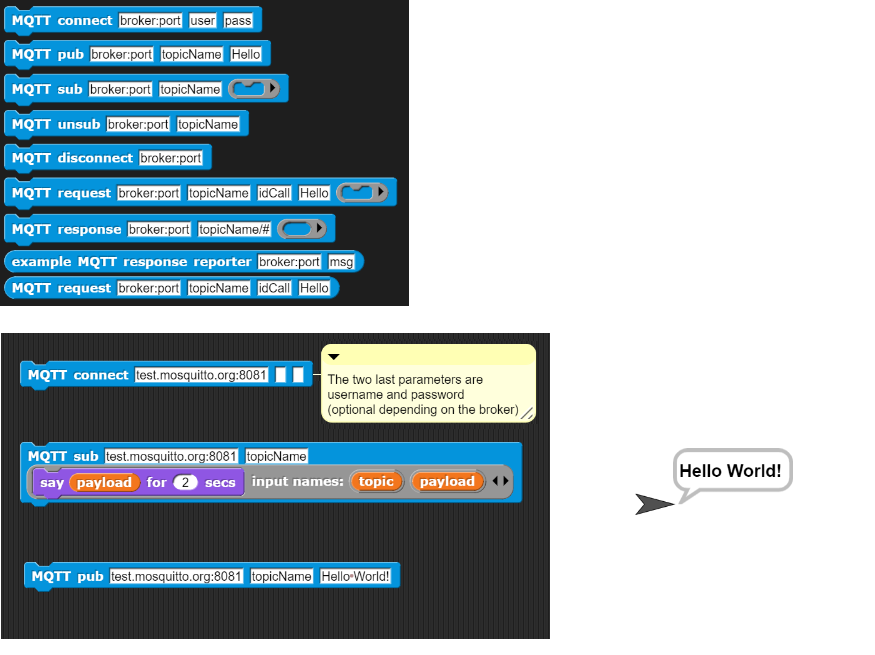 MQTT connect broker:port user pass
MQTT pub broker:port topicName Hello
MQTT sub broker:port topicName
MQTT unsub broker:port topicName
MQTT disconnect broker:port
MQTT request broker:port topicName idCall Hello
MQTT response broker:port topicName/#
example MQTT response reporter broker:port msg
MQTT request broker:port topicName idCall Hello
MQTT connect test.mosquitto.org:8081
The two last parameters are
username and password
(optional depending on the broker)
MQTT sub test.mosquitto.org:8081 topicName
say payload for 2 secs input names: topic payload
Hello World!
MQTT pub test.mosquitto.org:8081 topicName Hello•World!